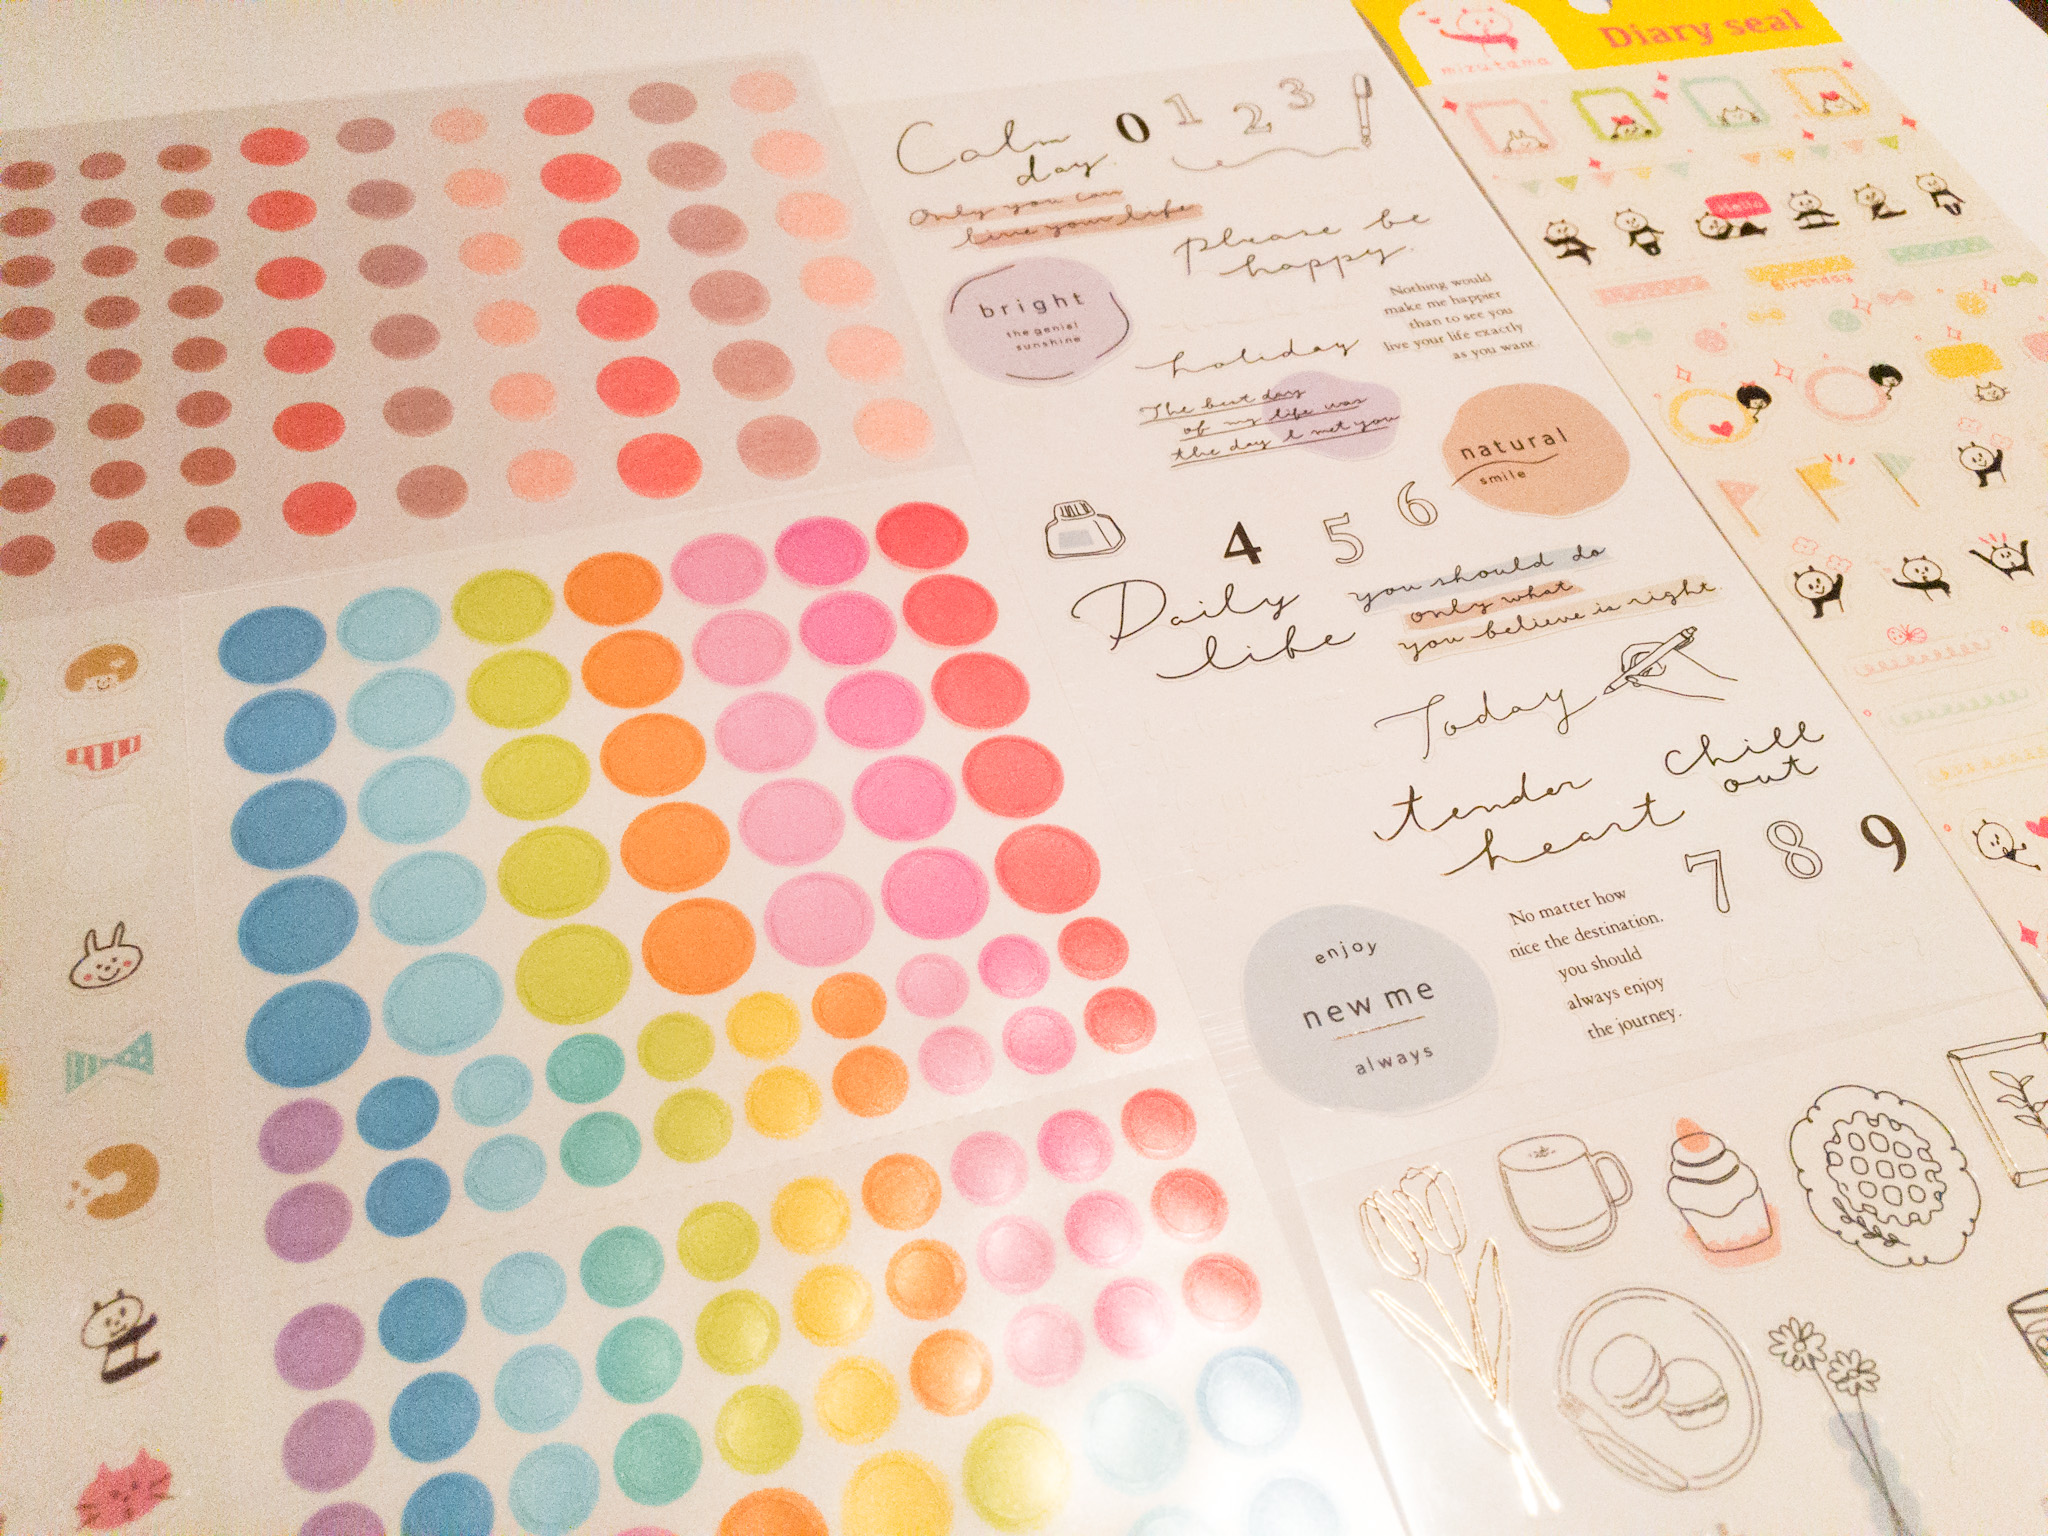 Diary seal
mizutama
Calm
day.
0 1 2 3
Only you can
live your life
please be
happy.
Hello
bright
the genial
sunshine
Nothing would
make me happier
than to see you
live your life exactly
as you want.
Birthday
holiday
The best day
of my life was
the day I met you
natural
smile
4 5 6
Daily
life
you should do
only what
you believe is right.
Today
tender
heart
chill
out
7 8 9
enjoy
new me
always
No matter how
nice the destination,
you should
always enjoy
the journey.